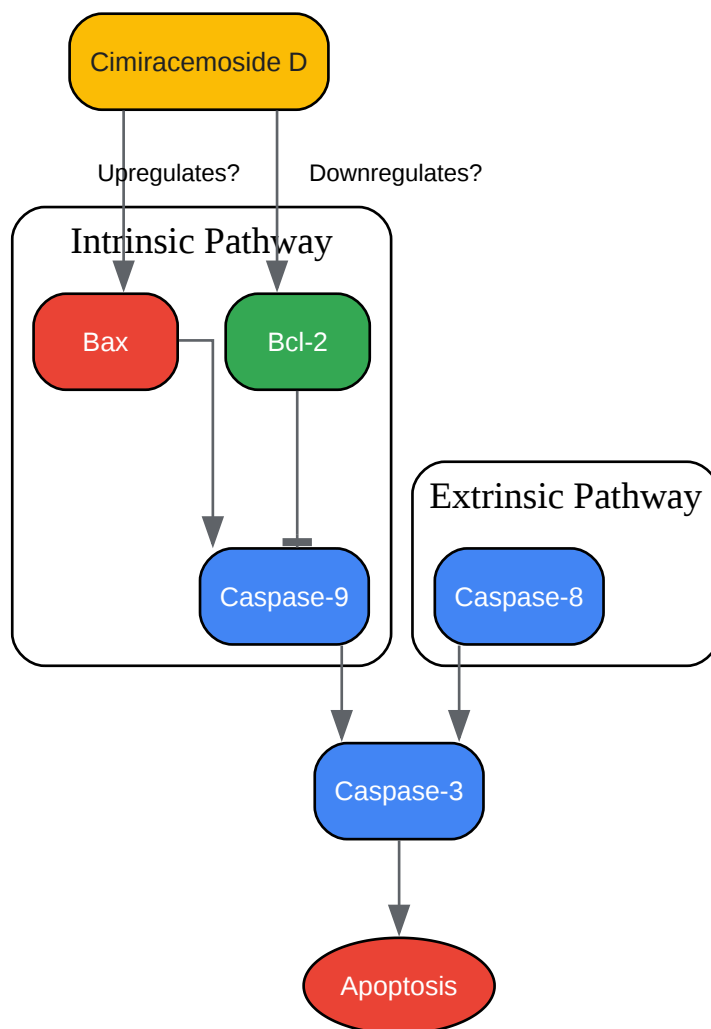 Cimiracemoside D
Upregulates?
Downregulates?
Intrinsic Pathway
Bax
Bcl-2
Extrinsic Pathway
Caspase-9
Caspase-8
Caspase-3
Apoptosis